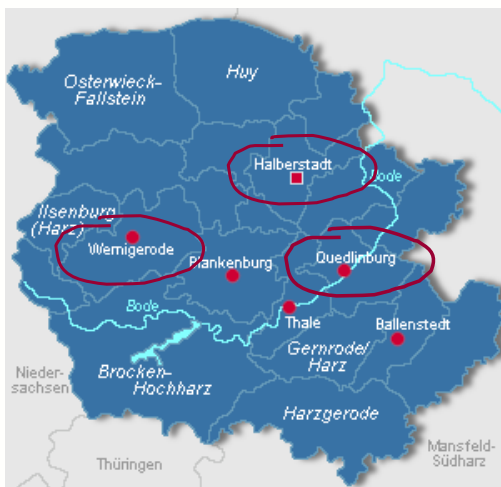 Huy
Osterwieck-
Fallstein
Halberstadt
Bode
Ilsenburg
(Harz)
Wernigerode
Quedlinburg
Blankenburg
Bode
Thale
Ballenstedt
Gernrode/
Harz
Brocken-
Hochharz
Nieder-
sachsen
Harzgerode
Mansfeld-
Südharz
Thüringen